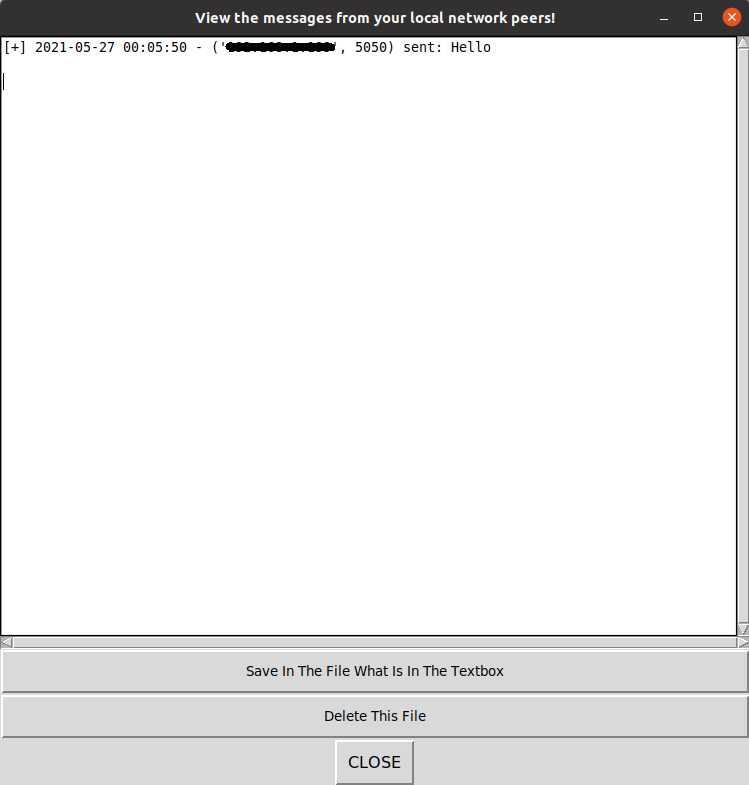 View the messages from your local network peers!
[+] 2021-05-27 00:05:50 - ('', 5050) sent: Hello
Save In The File What Is In The Textbox
Delete This File
CLOSE